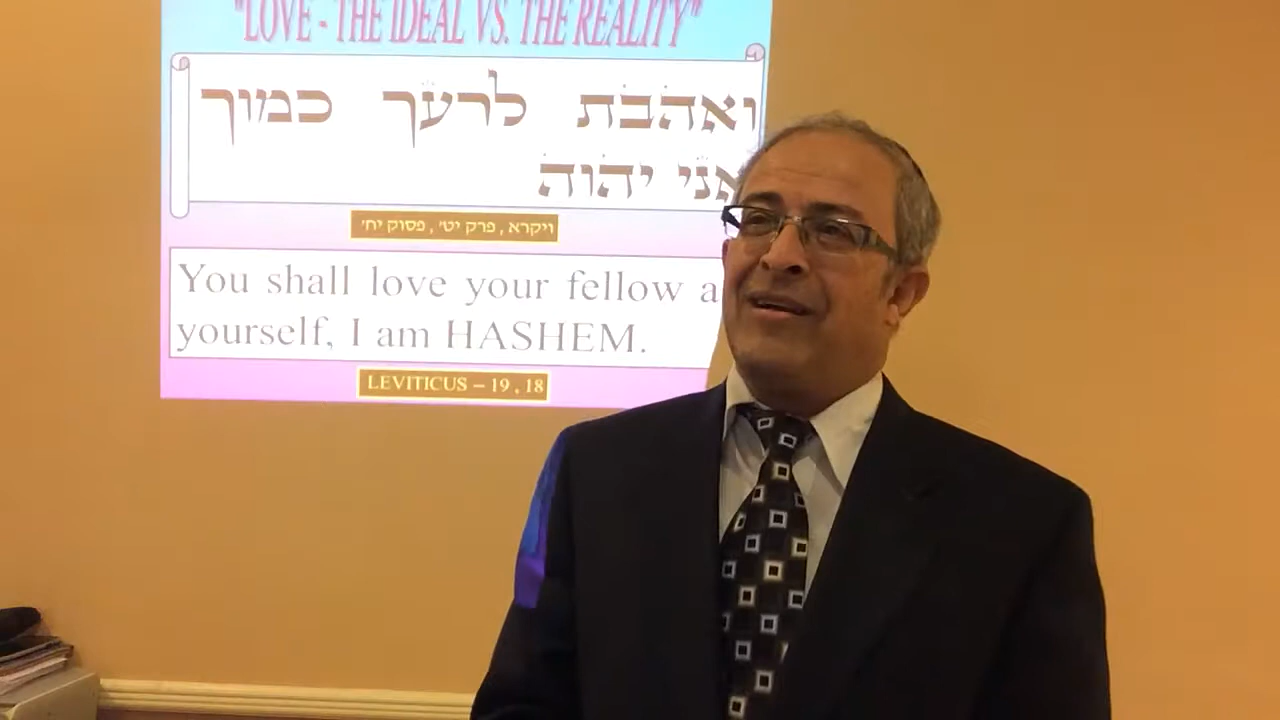 "LOVE - THE IDEAL VS. THE REALITY"
ואהבת לרעך כמוך
אני יהוה
ויקרא , פרק יט׳ , פסוק יח׳
You shall love your fellow a
yourself, I am HASHEM.
LEVITICUS – 19 , 18